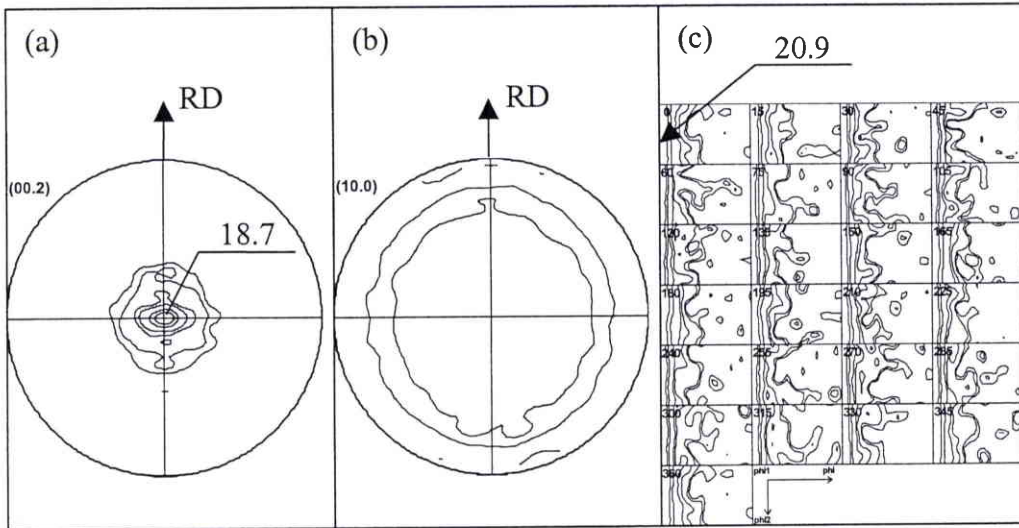 (a)
RD
(00.2)
18.7
(b)
RD
(10.0)
(c)
20.9
0 15 30 45
60 75 90 105
120 135 150 165
180 195 210 225
240 255 270 285
300 315 330 345
360 phi1 phi
phi2